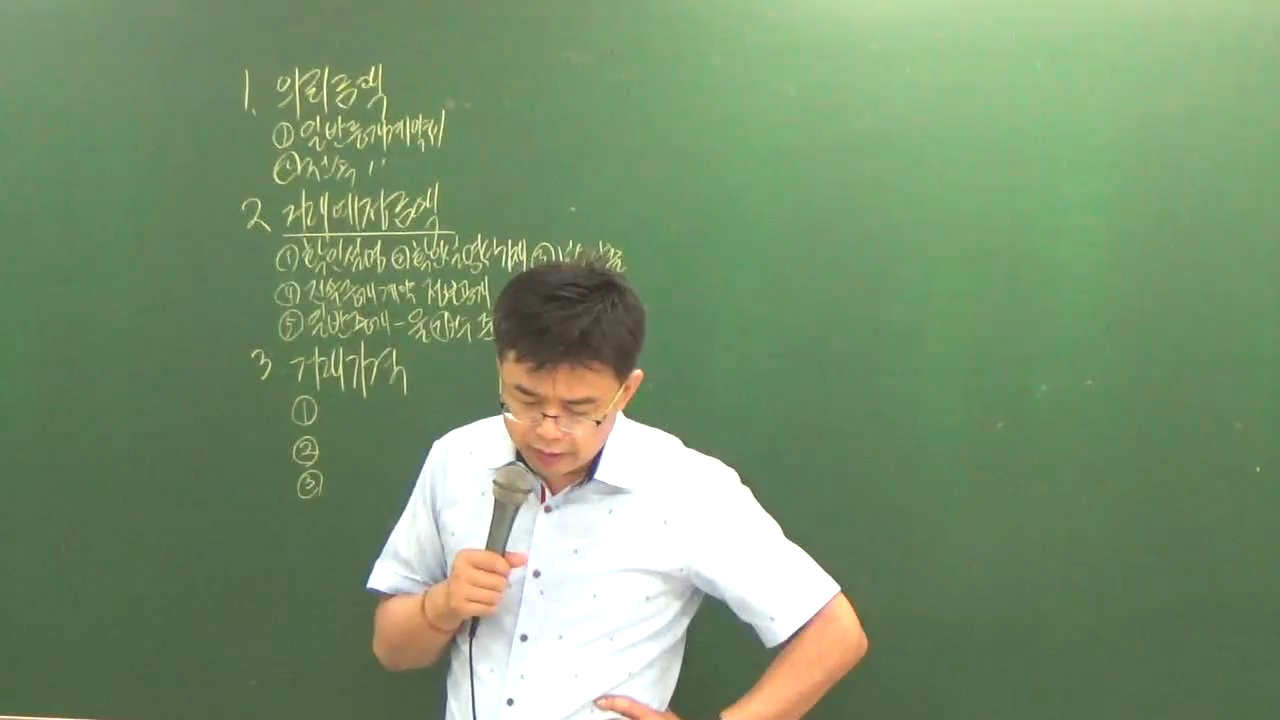 1. 의뢰금액
① 일반중개계약서
② 전속 〃
2 거래예정금액
① 확인설명 ②확인설명서 기재 ③
④ 전속중개계약 정보공개
⑤ 일반중개 -
3 거래가격
①
②
③